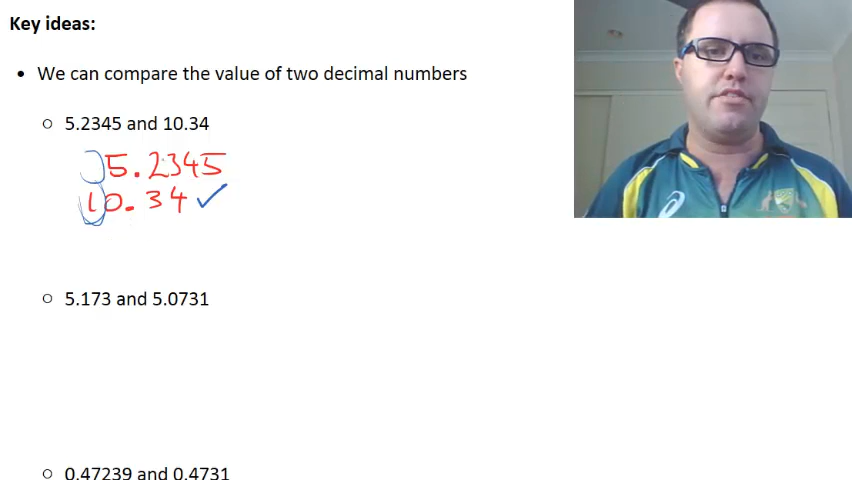 Key ideas:
• We can compare the value of two decimal numbers
○ 5.2345 and 10.34
5.2345
10.34 ✓
○ 5.173 and 5.0731
○ 0.47239 and 0.4731